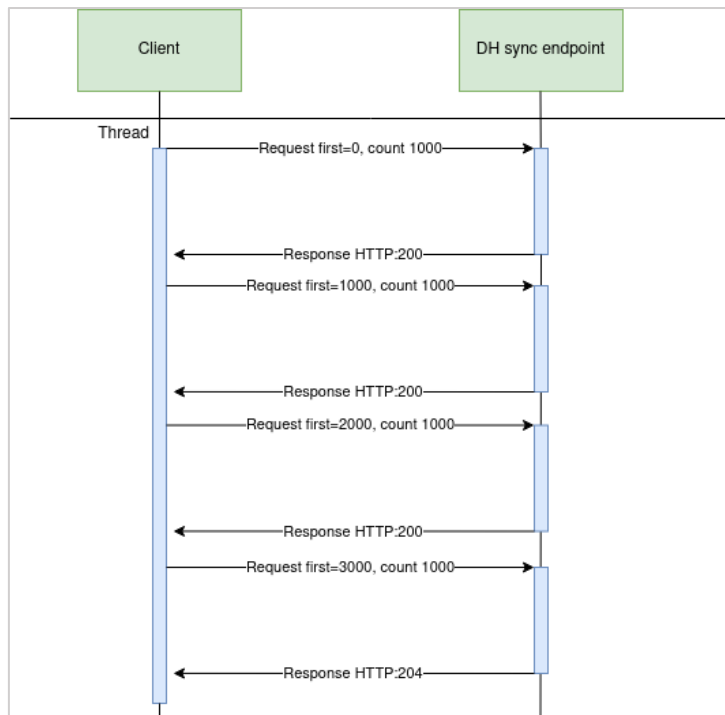 Client
DH sync endpoint
Thread
Request first=0, count 1000
Response HTTP:200
Request first=1000, count 1000
Response HTTP:200
Request first=2000, count 1000
Response HTTP:200
Request first=3000, count 1000
Response HTTP:204